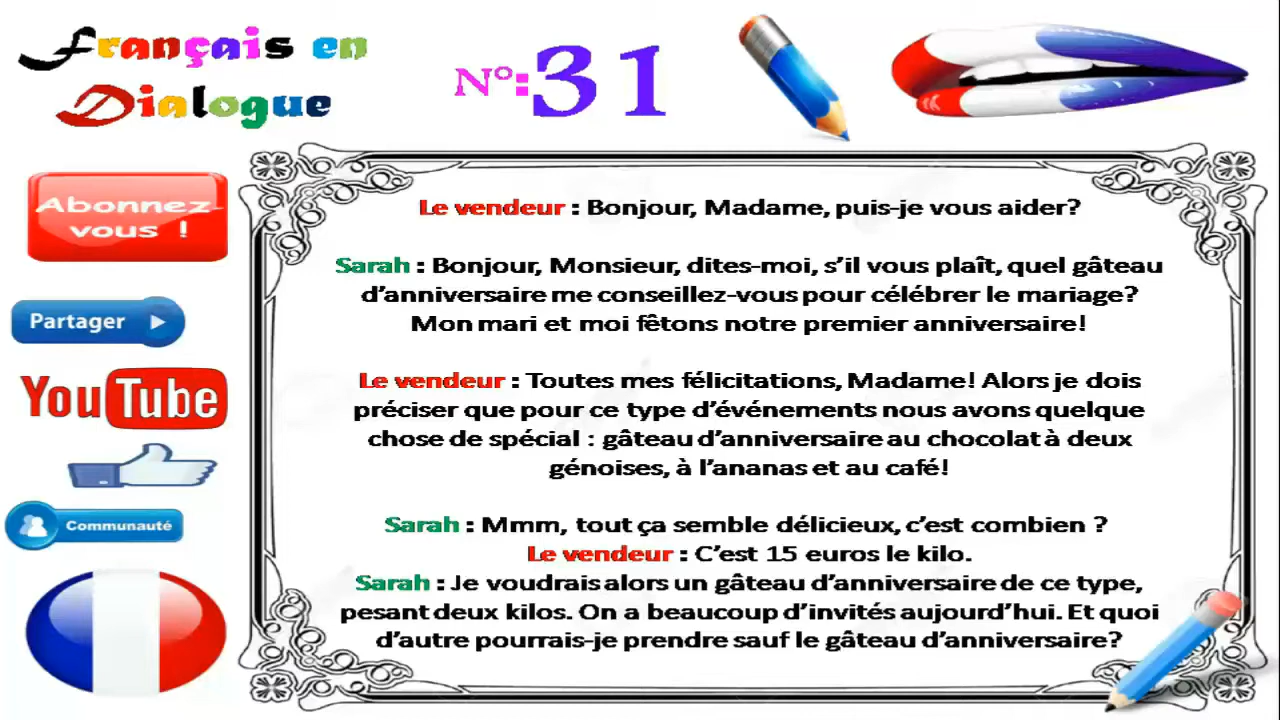 Français en
Dialogue
N°:31
Abonnez-
vous !
Partager
YouTube
Communauté
Le vendeur : Bonjour, Madame, puis-je vous aider?
Sarah : Bonjour, Monsieur, dites-moi, s'il vous plaît, quel gâteau
d'anniversaire me conseillez-vous pour célébrer le mariage?
Mon mari et moi fêtons notre premier anniversaire!
Le vendeur : Toutes mes félicitations, Madame! Alors je dois
préciser que pour ce type d'événements nous avons quelque
chose de spécial : gâteau d'anniversaire au chocolat à deux
génoises, à l'ananas et au café!
Sarah : Mmm, tout ça semble délicieux, c'est combien ?
Le vendeur : C'est 15 euros le kilo.
Sarah : Je voudrais alors un gâteau d'anniversaire de ce type,
pesant deux kilos. On a beaucoup d'invités aujourd'hui. Et quoi
d'autre pourrais-je prendre sauf le gâteau d'anniversaire?